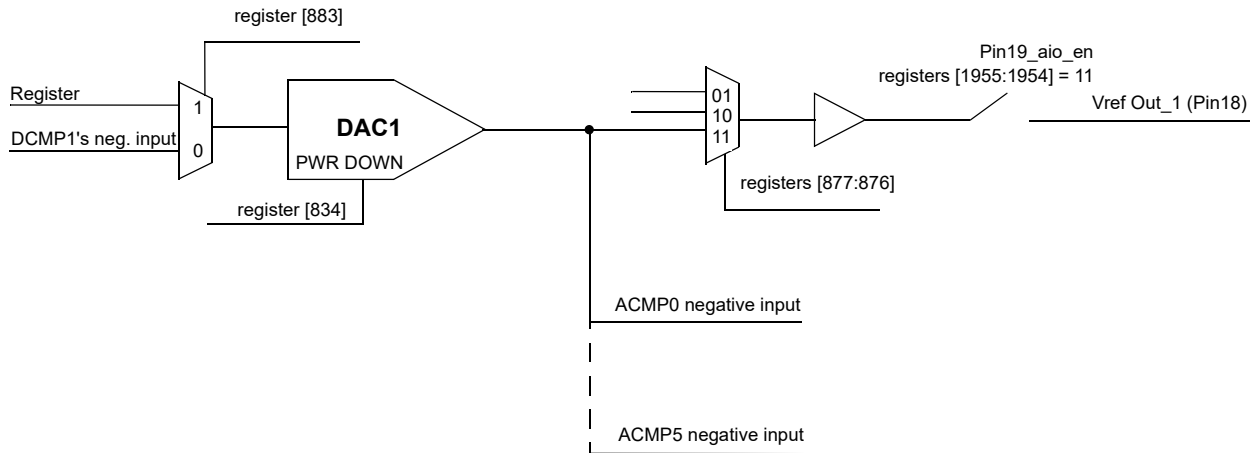 register [883]
Register
1
DCMP1's neg. input
0
DAC1
PWR DOWN
register [834]
01
10
11
registers [877:876]
Pin19_aio_en
registers [1955:1954] = 11
Vref Out_1 (Pin18)
ACMP0 negative input
ACMP5 negative input